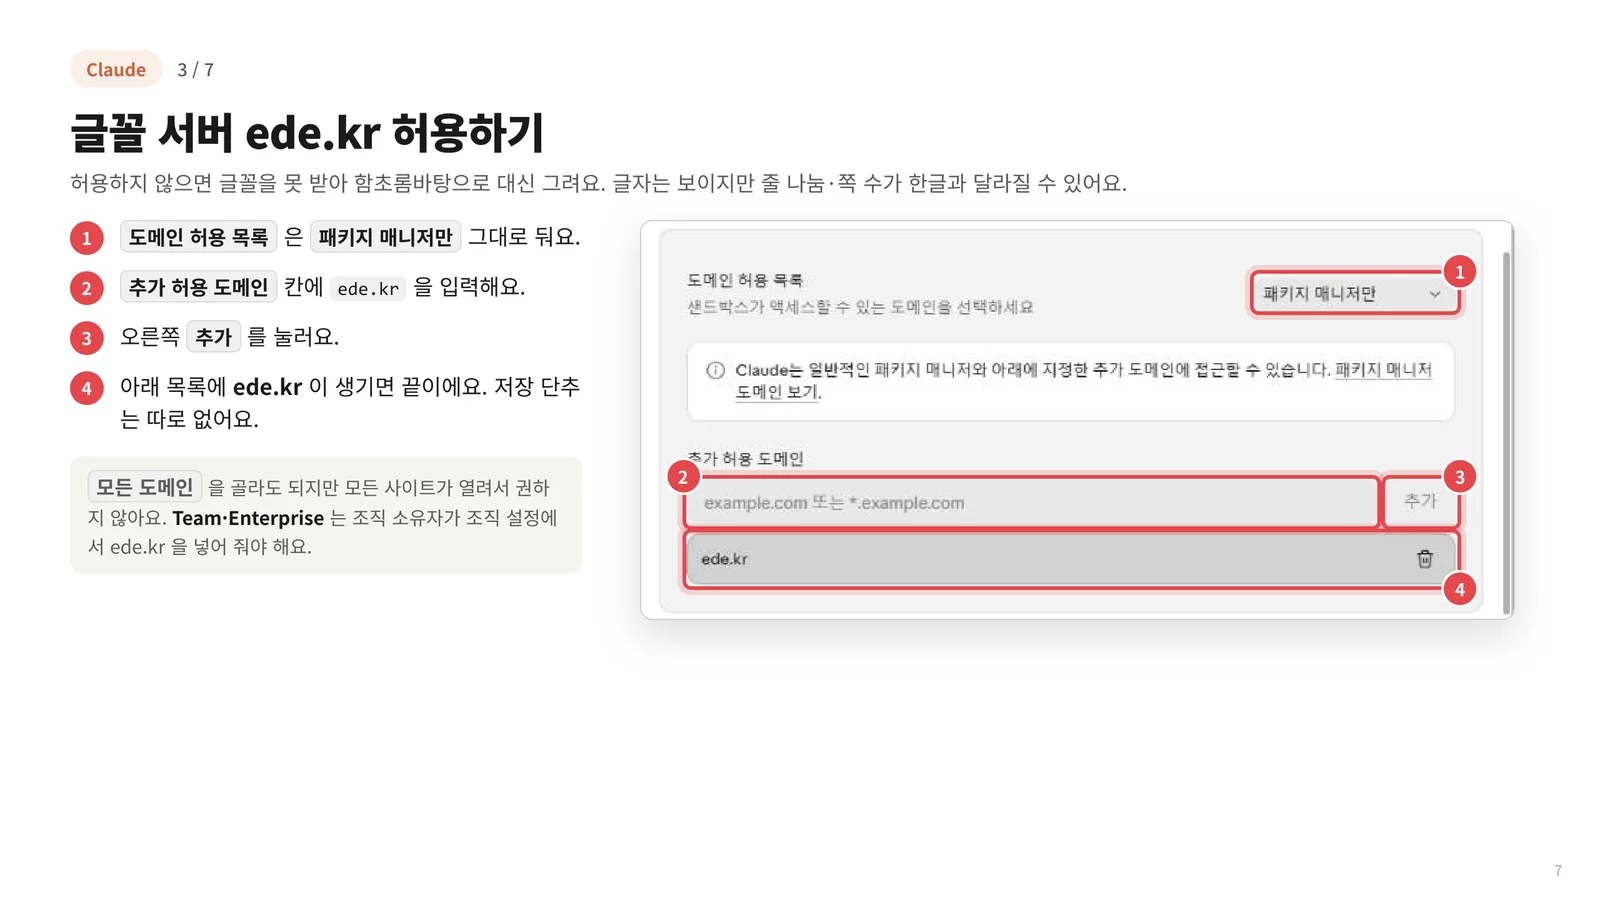 Claude 3 / 7
글꼴 서버 ede.kr 허용하기
허용하지 않으면 글꼴을 못 받아 함초롬바탕으로 대신 그려요. 글자는 보이지만 줄 나눔·쪽 수가 한글과 달라질 수 있어요.
1 도메인 허용 목록 은 패키지 매니저만 그대로 둬요.
2 추가 허용 도메인 칸에 ede.kr 을 입력해요.
3 오른쪽 추가 를 눌러요.
4 아래 목록에 ede.kr 이 생기면 끝이에요. 저장 단추
는 따로 없어요.
모든 도메인 을 골라도 되지만 모든 사이트가 열려서 권하
지 않아요. Team·Enterprise 는 조직 소유자가 조직 설정에
서 ede.kr 을 넣어 줘야 해요.
도메인 허용 목록
샌드박스가 액세스할 수 있는 도메인을 선택하세요
패키지 매니저만
1
Claude는 일반적인 패키지 매니저와 아래에 지정한 추가 도메인에 접근할 수 있습니다. 패키지 매니저
도메인 보기.
추가 허용 도메인
2
example.com 또는 *.example.com
추가
3
ede.kr
4
7